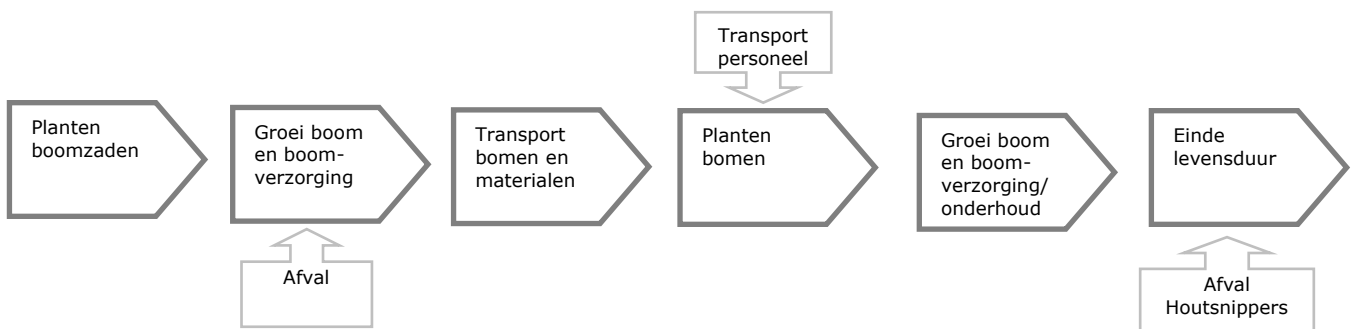 Transport
personeel
Planten
boomzaden
Groei boom
en boom-
verzorging
Transport
bomen en
materialen
Planten
bomen
Groei boom
en boom-
verzorging/
onderhoud
Einde
levensduur
Afval
Afval
Houtsnippers